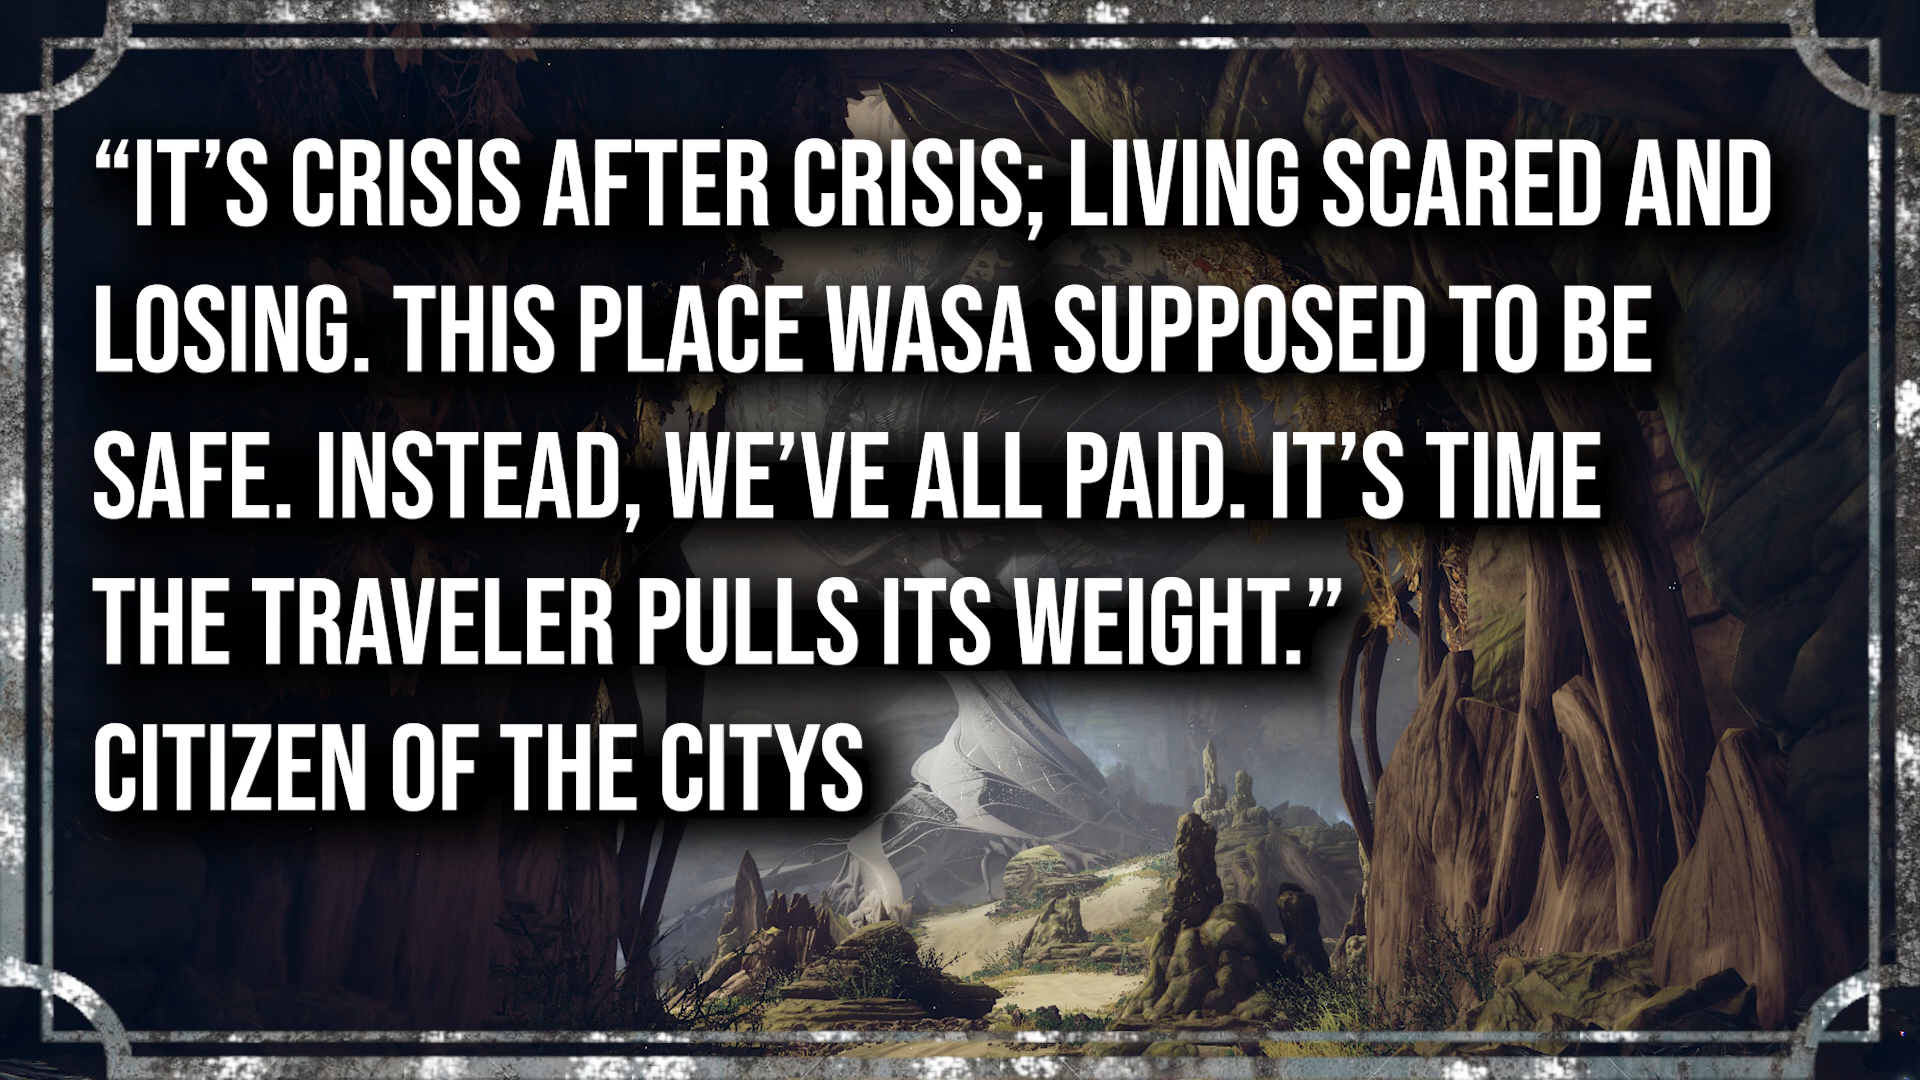 “IT’S CRISIS AFTER CRISIS; LIVING SCARED AND
LOSING. THIS PLACE WASA SUPPOSED TO BE
SAFE. INSTEAD, WE’VE ALL PAID. IT’S TIME
THE TRAVELER PULLS ITS WEIGHT.”
CITIZEN OF THE CITYS